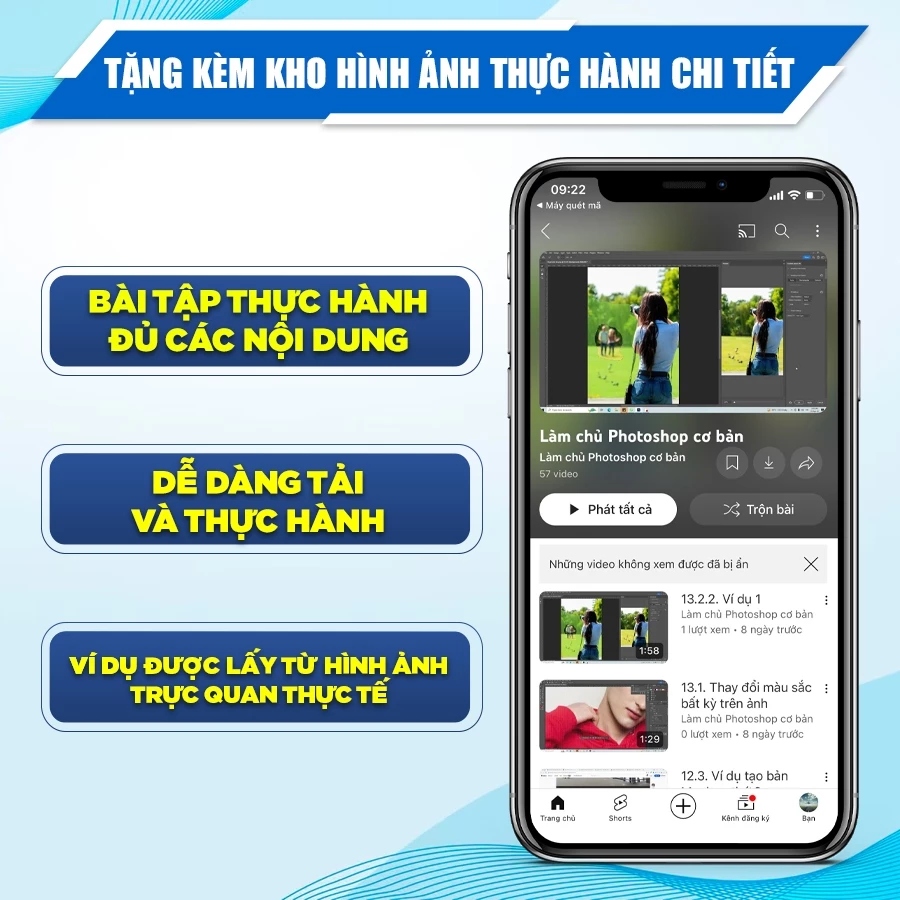 TẶNG KÈM KHO HÌNH ẢNH THỰC HÀNH CHI TIẾT
BÀI TẬP THỰC HÀNH
ĐỦ CÁC NỘI DUNG
DỄ DÀNG TẢI
VÀ THỰC HÀNH
VÍ DỤ ĐƯỢC LẤY TỪ HÌNH ẢNH
TRỰC QUAN THỰC TẾ
09:22
Máy quét mã
Làm chủ Photoshop cơ bản
Làm chủ Photoshop cơ bản
57 video
Phát tất cả
Trộn bài
Những video không xem được đã bị ẩn
13.2.2. Ví dụ 1
Làm chủ Photoshop cơ bản
1 lượt xem • 8 ngày trước
1:58
13.1. Thay đổi màu sắc
bất kỳ trên ảnh
Làm chủ Photoshop cơ bản
0 lượt xem • 8 ngày trước
1:29
12.3. Ví dụ tạo bản
Trang chủ
Shorts
Kênh đăng ký
Bạn